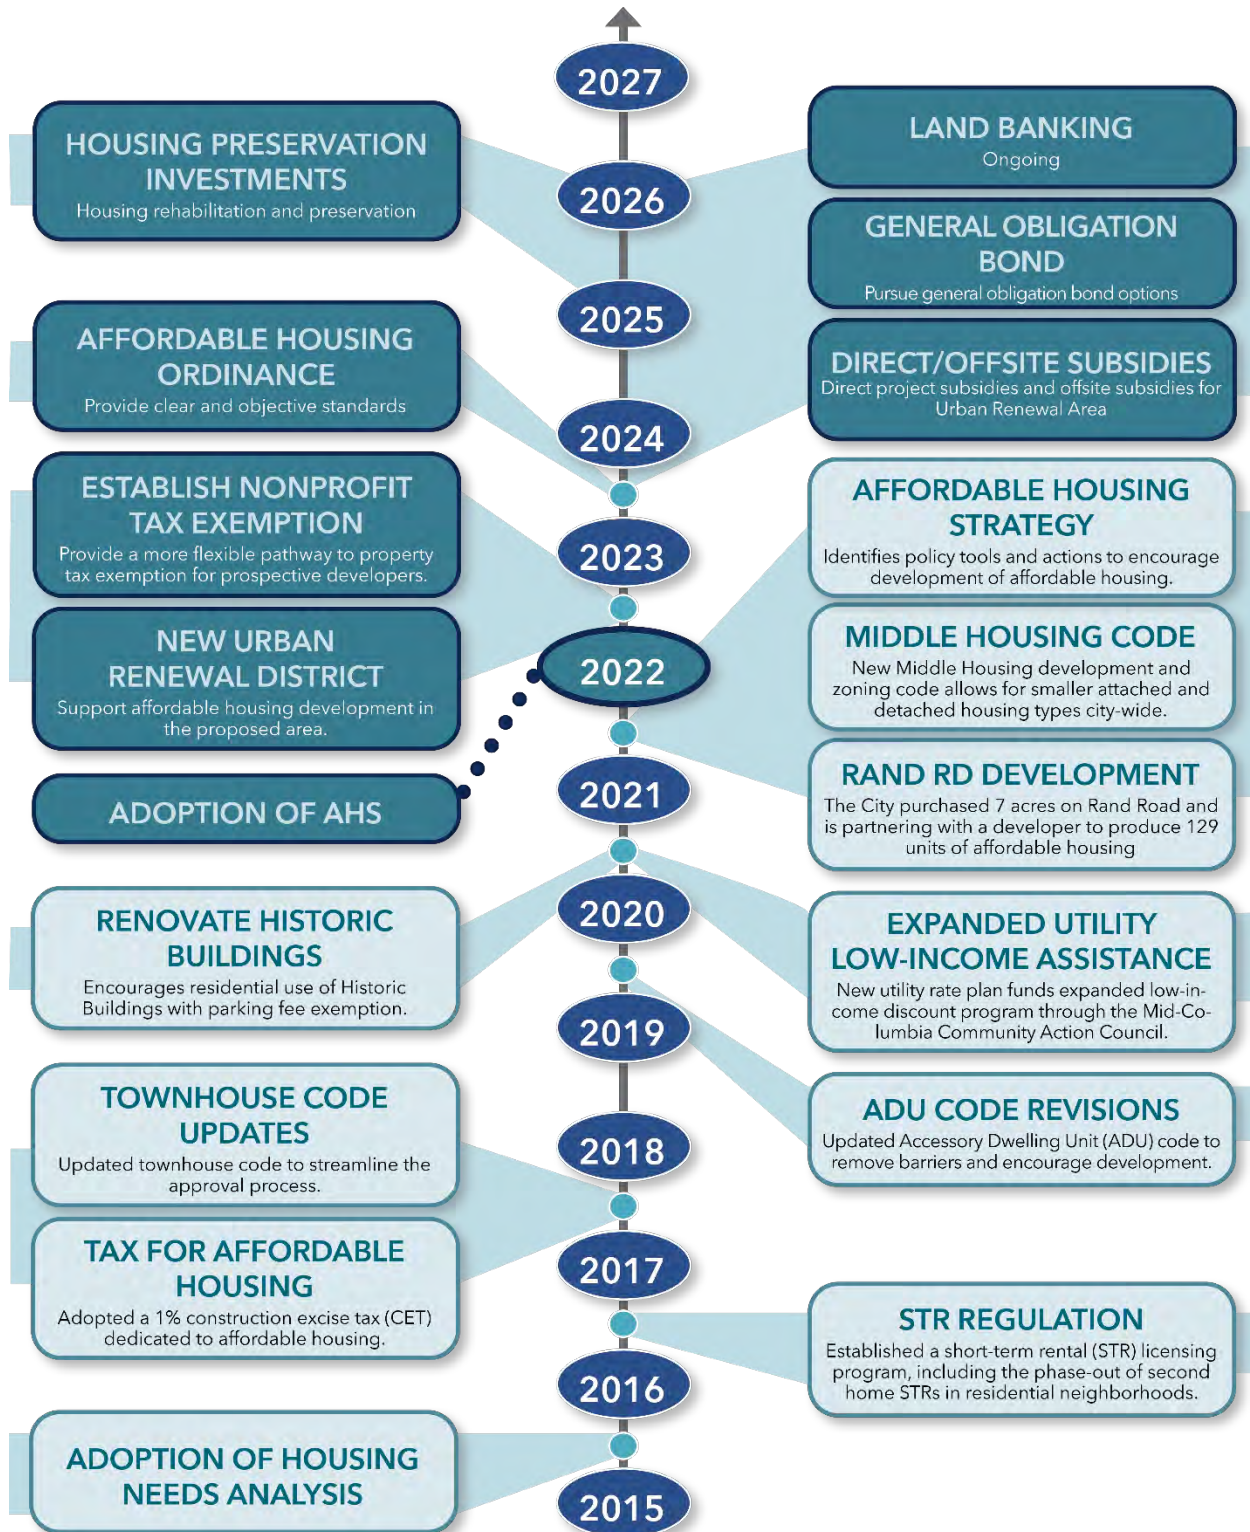 2027
HOUSING PRESERVATION
INVESTMENTS
Housing rehabilitation and preservation
LAND BANKING
Ongoing
2026
GENERAL OBLIGATION
BOND
Pursue general obligation bond options
2025
AFFORDABLE HOUSING
ORDINANCE
Provide clear and objective standards
DIRECT/OFFSITE SUBSIDIES
Direct project subsidies and offsite subsidies for
Urban Renewal Area
2024
ESTABLISH NONPROFIT
TAX EXEMPTION
Provide a more flexible pathway to property
tax exemption for prospective developers.
AFFORDABLE HOUSING
STRATEGY
Identifies policy tools and actions to encourage
development of affordable housing.
2023
NEW URBAN
RENEWAL DISTRICT
Support affordable housing development in
the proposed area.
MIDDLE HOUSING CODE
New Middle Housing development and
zoning code allows for smaller attached and
detached housing types city-wide.
2022
ADOPTION OF AHS
RAND RD DEVELOPMENT
The City purchased 7 acres on Rand Road and
is partnering with a developer to produce 129
units of affordable housing
2021
RENOVATE HISTORIC
BUILDINGS
Encourages residential use of Historic
Buildings with parking fee exemption.
2020
EXPANDED UTILITY
LOW-INCOME ASSISTANCE
New utility rate plan funds expanded low-in-
come discount program through the Mid-Co-
lumbia Community Action Council.
2019
TOWNHOUSE CODE
UPDATES
Updated townhouse code to streamline the
approval process.
ADU CODE REVISIONS
Updated Accessory Dwelling Unit (ADU) code to
remove barriers and encourage development.
2018
TAX FOR AFFORDABLE
HOUSING
Adopted a 1% construction excise tax (CET)
dedicated to affordable housing.
2017
STR REGULATION
Established a short-term rental (STR) licensing
program, including the phase-out of second
home STRs in residential neighborhoods.
2016
ADOPTION OF HOUSING
NEEDS ANALYSIS
2015